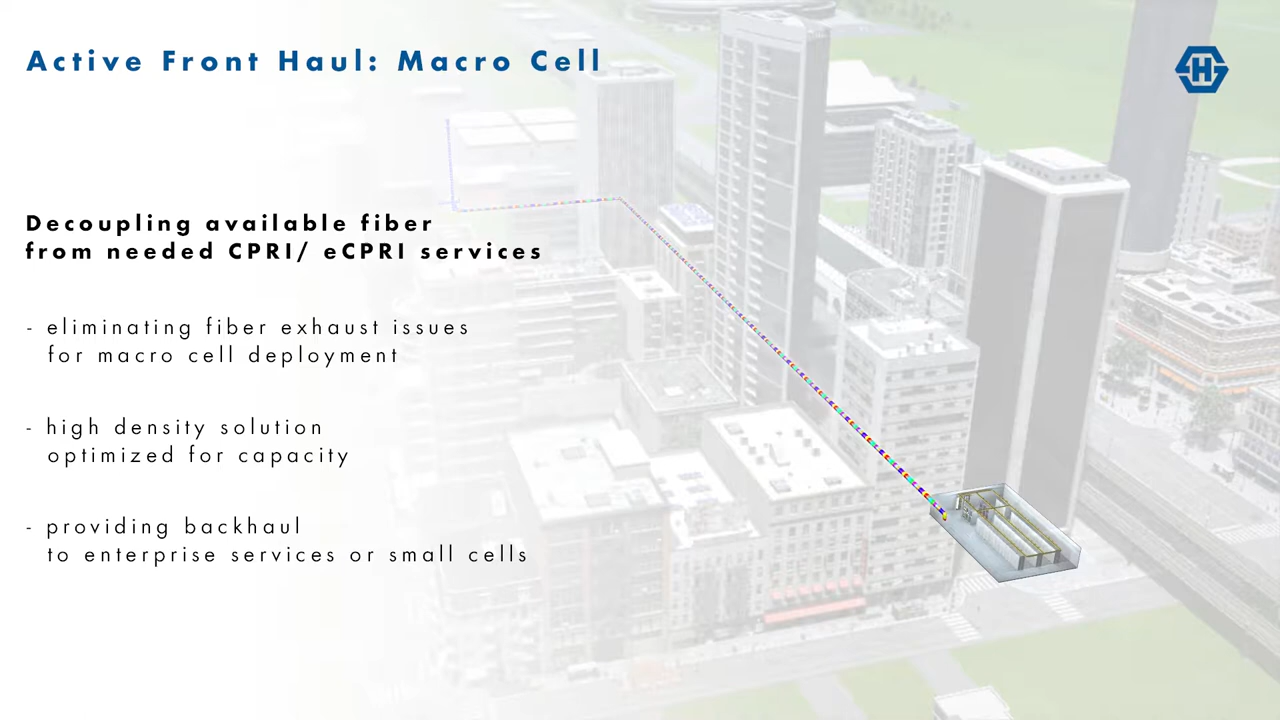 Active Front Haul: Macro Cell
H
Decoupling available fiber
from needed CPRI/ eCPRI services
- eliminating fiber exhaust issues
for macro cell deployment
- high density solution
optimized for capacity
- providing backhaul
to enterprise services or small cells